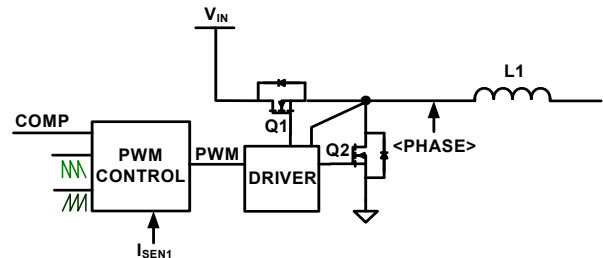 VIN
L1
Q1
COMP
PWM CONTROL
PWM
DRIVER
Q2
<PHASE>
ISEN1